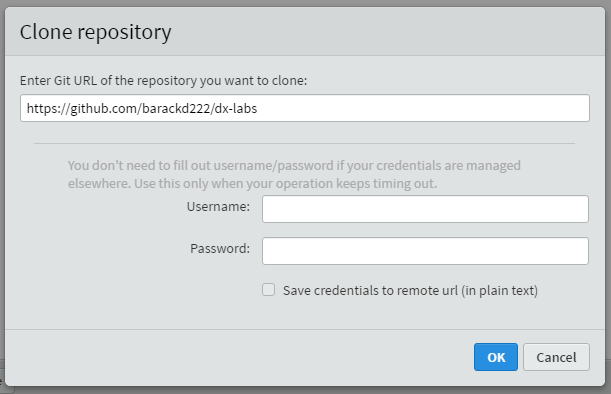 Clone repository
Enter Git URL of the repository you want to clone:
https://github.com/barackd222/dx-labs
You don't need to fill out username/password if your credentials are managed
elsewhere. Use this only when your operation keeps timing out.
Username:
Password:
Save credentials to remote url (in plain text)
OK Cancel